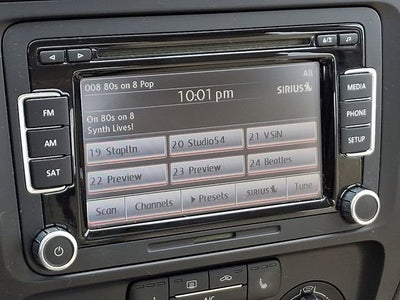 008 80s on 8 Pop
All
10:01 pm
SIRIUS
On 80s on 8
Synth Lives!
19 Stapltn
20 Studio54
21 VSiN
22 Preview
23 Preview
24 Beatles
Scan
Channels
Presets
SIRIUS
Tune
FM
AM
SAT
MEDIA
PHONE
SETUP
A/C